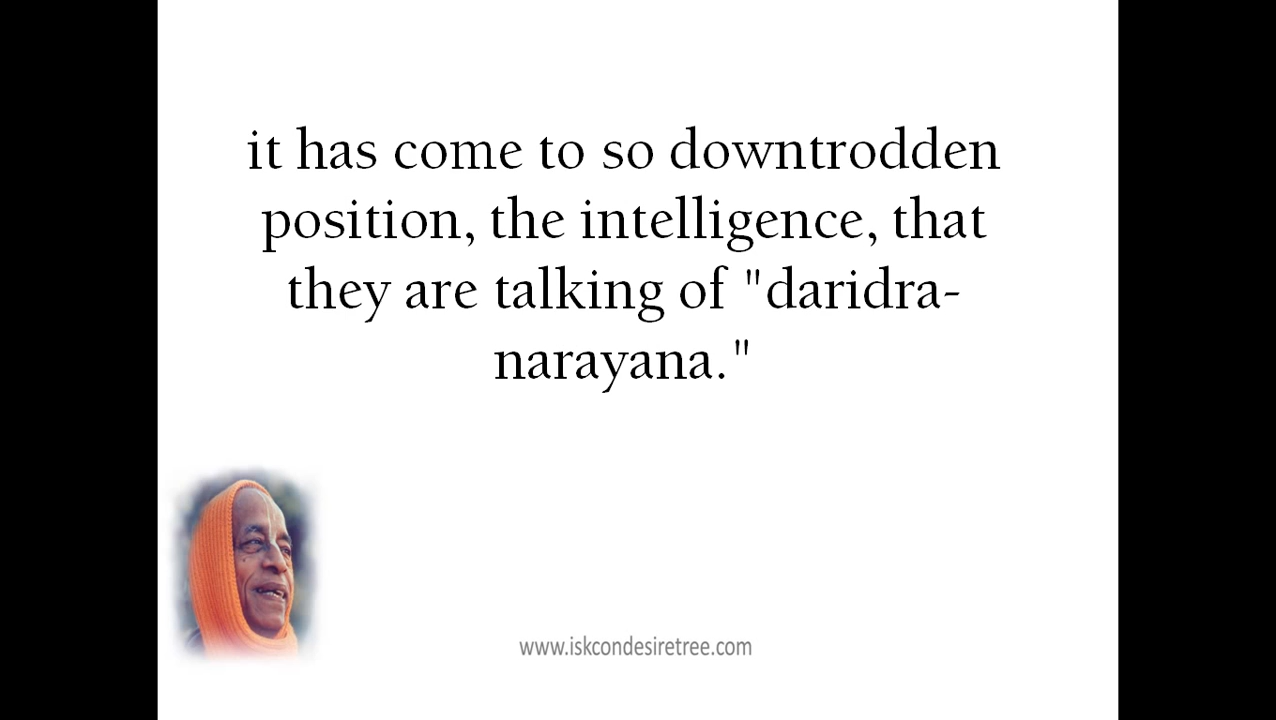 it has come to so downtrodden
position, the intelligence, that
they are talking of "daridra-
narayana."
www.iskcondesiretree.com